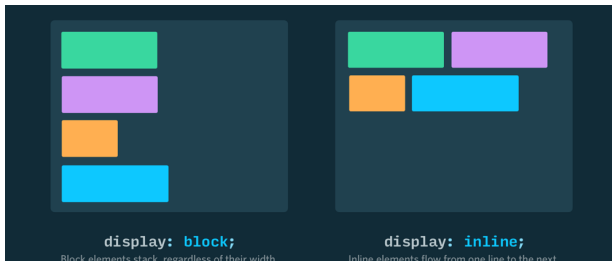 display: block;
Block elements stack, regardless of their width
display: inline;
Inline elements flow from one line to the next